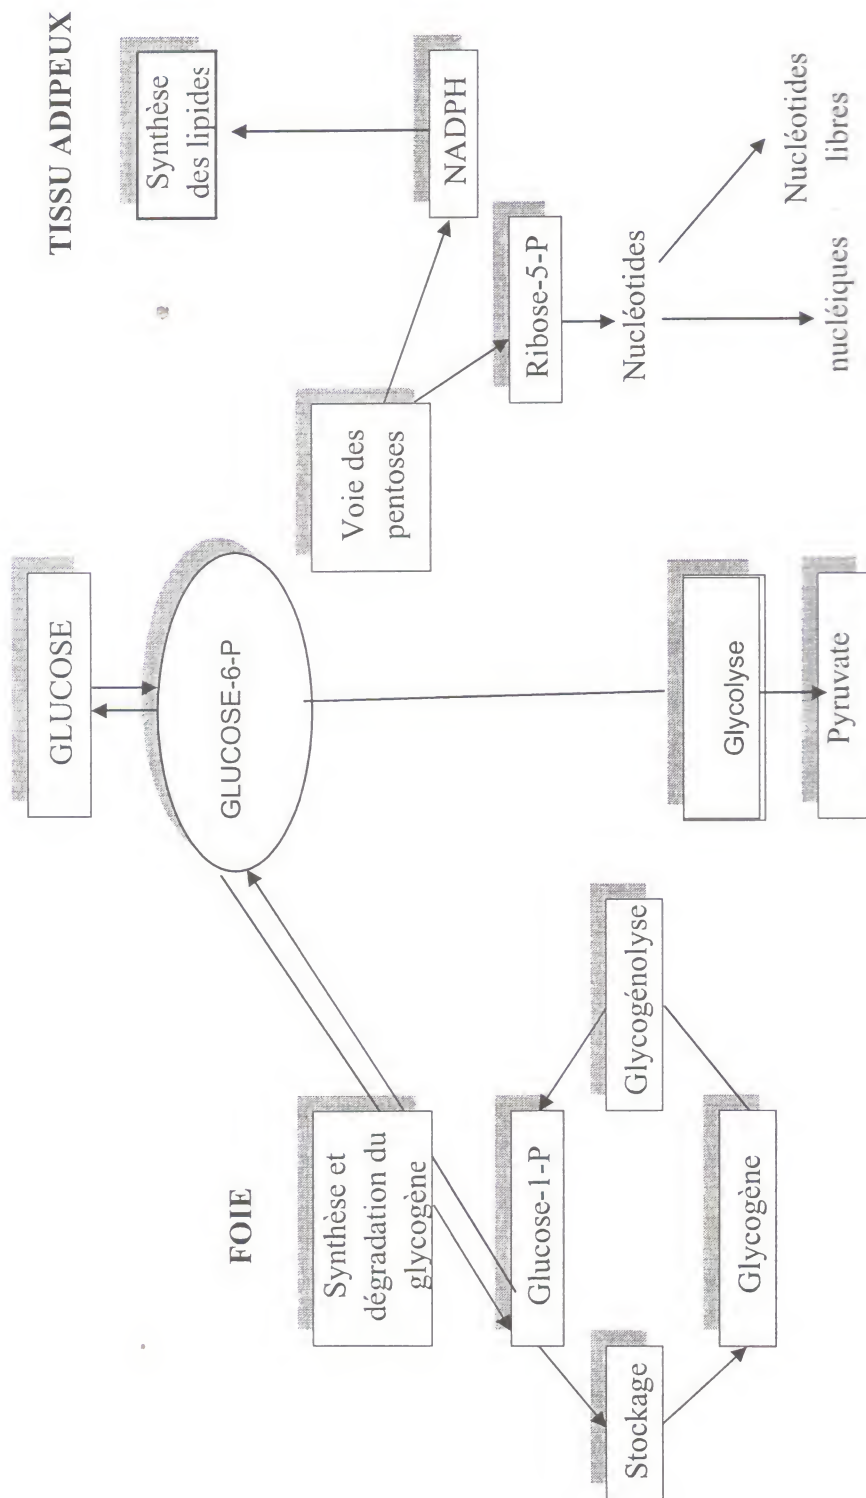 TISSU ADIPEUX
GLUCOSE
GLUCOSE-6-P
FOIE
Synthèse et
dégradation du
glycogène
Glucose-1-P
Stockage
Glycogénolyse
Glycogène
Glycolyse
Pyruvate
Voie des
pentoses
Synthèse
des lipides
NADPH
Ribose-5-P
Nucléotides
nucléiques
Nucléotides
libres